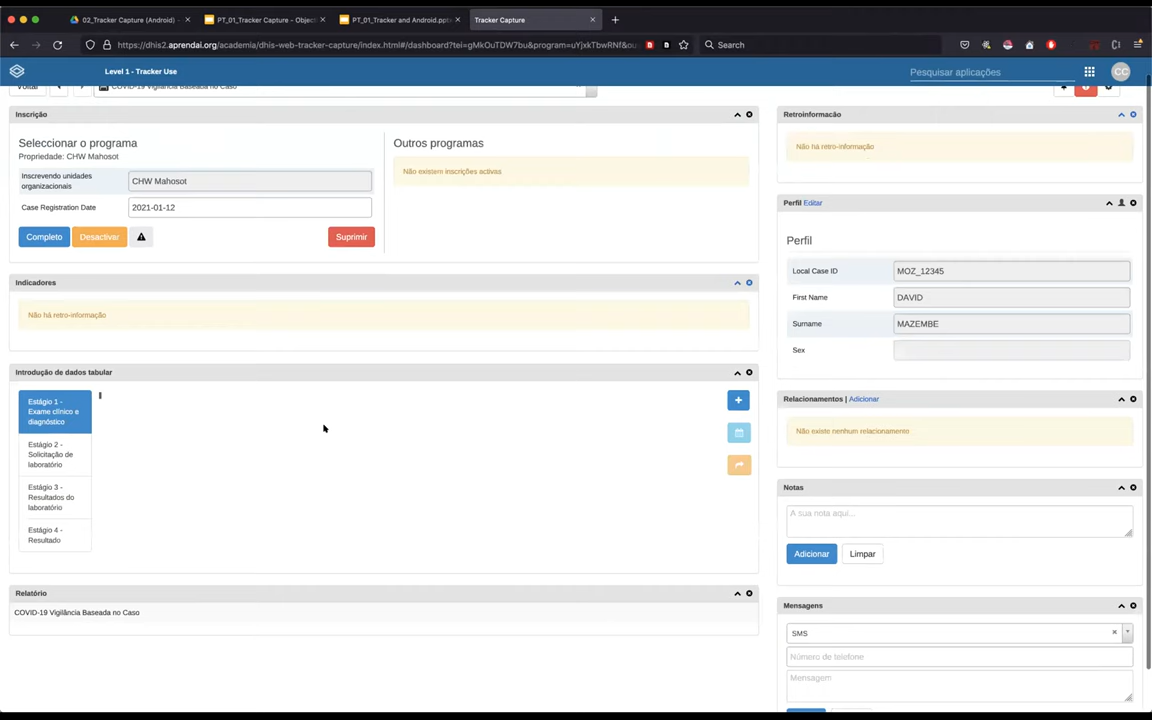 02_Tracker Capture (Android) -
PT_01_Tracker Capture - Object
PT_01_Tracker and Android.ppt
Tracker Capture
https://dhis2.aprendai.org/academia/dhis-web-tracker-capture/index.html#/dashboard?tei=gMkOuTDW7bu&program=uYjxkTbwRNf&ou
Search
Level 1 - Tracker Use
Pesquisar aplicações
CC
Voltar
COVID-19 Vigilância Baseada no Caso
Inscrição
Seleccionar o programa
Propriedade: CHW Mahosot
Inscrevendo unidades
organizacionais
CHW Mahosot
Case Registration Date
2021-01-12
Completo
Desactivar
Suprimir
Outros programas
Não existem inscrições activas
Indicadores
Não há retro-informação
Introdução de dados tabular
Estágio 1 -
Exame clínico e
diagnóstico
Estágio 2 -
Solicitação de
laboratório
Estágio 3 -
Resultados do
laboratório
Estágio 4 -
Resultado
Relatório
COVID-19 Vigilância Baseada no Caso
Retroinformacão
Não há retro-informação
Perfil Editar
Perfil
Local Case ID
MOZ_12345
First Name
DAVID
Surname
MAZEMBE
Sex
Relacionamentos | Adicionar
Não existe nenhum relacionamento
Notas
A sua nota aqui...
Adicionar
Limpar
Mensagens
SMS
Número de telefone
Mensagem